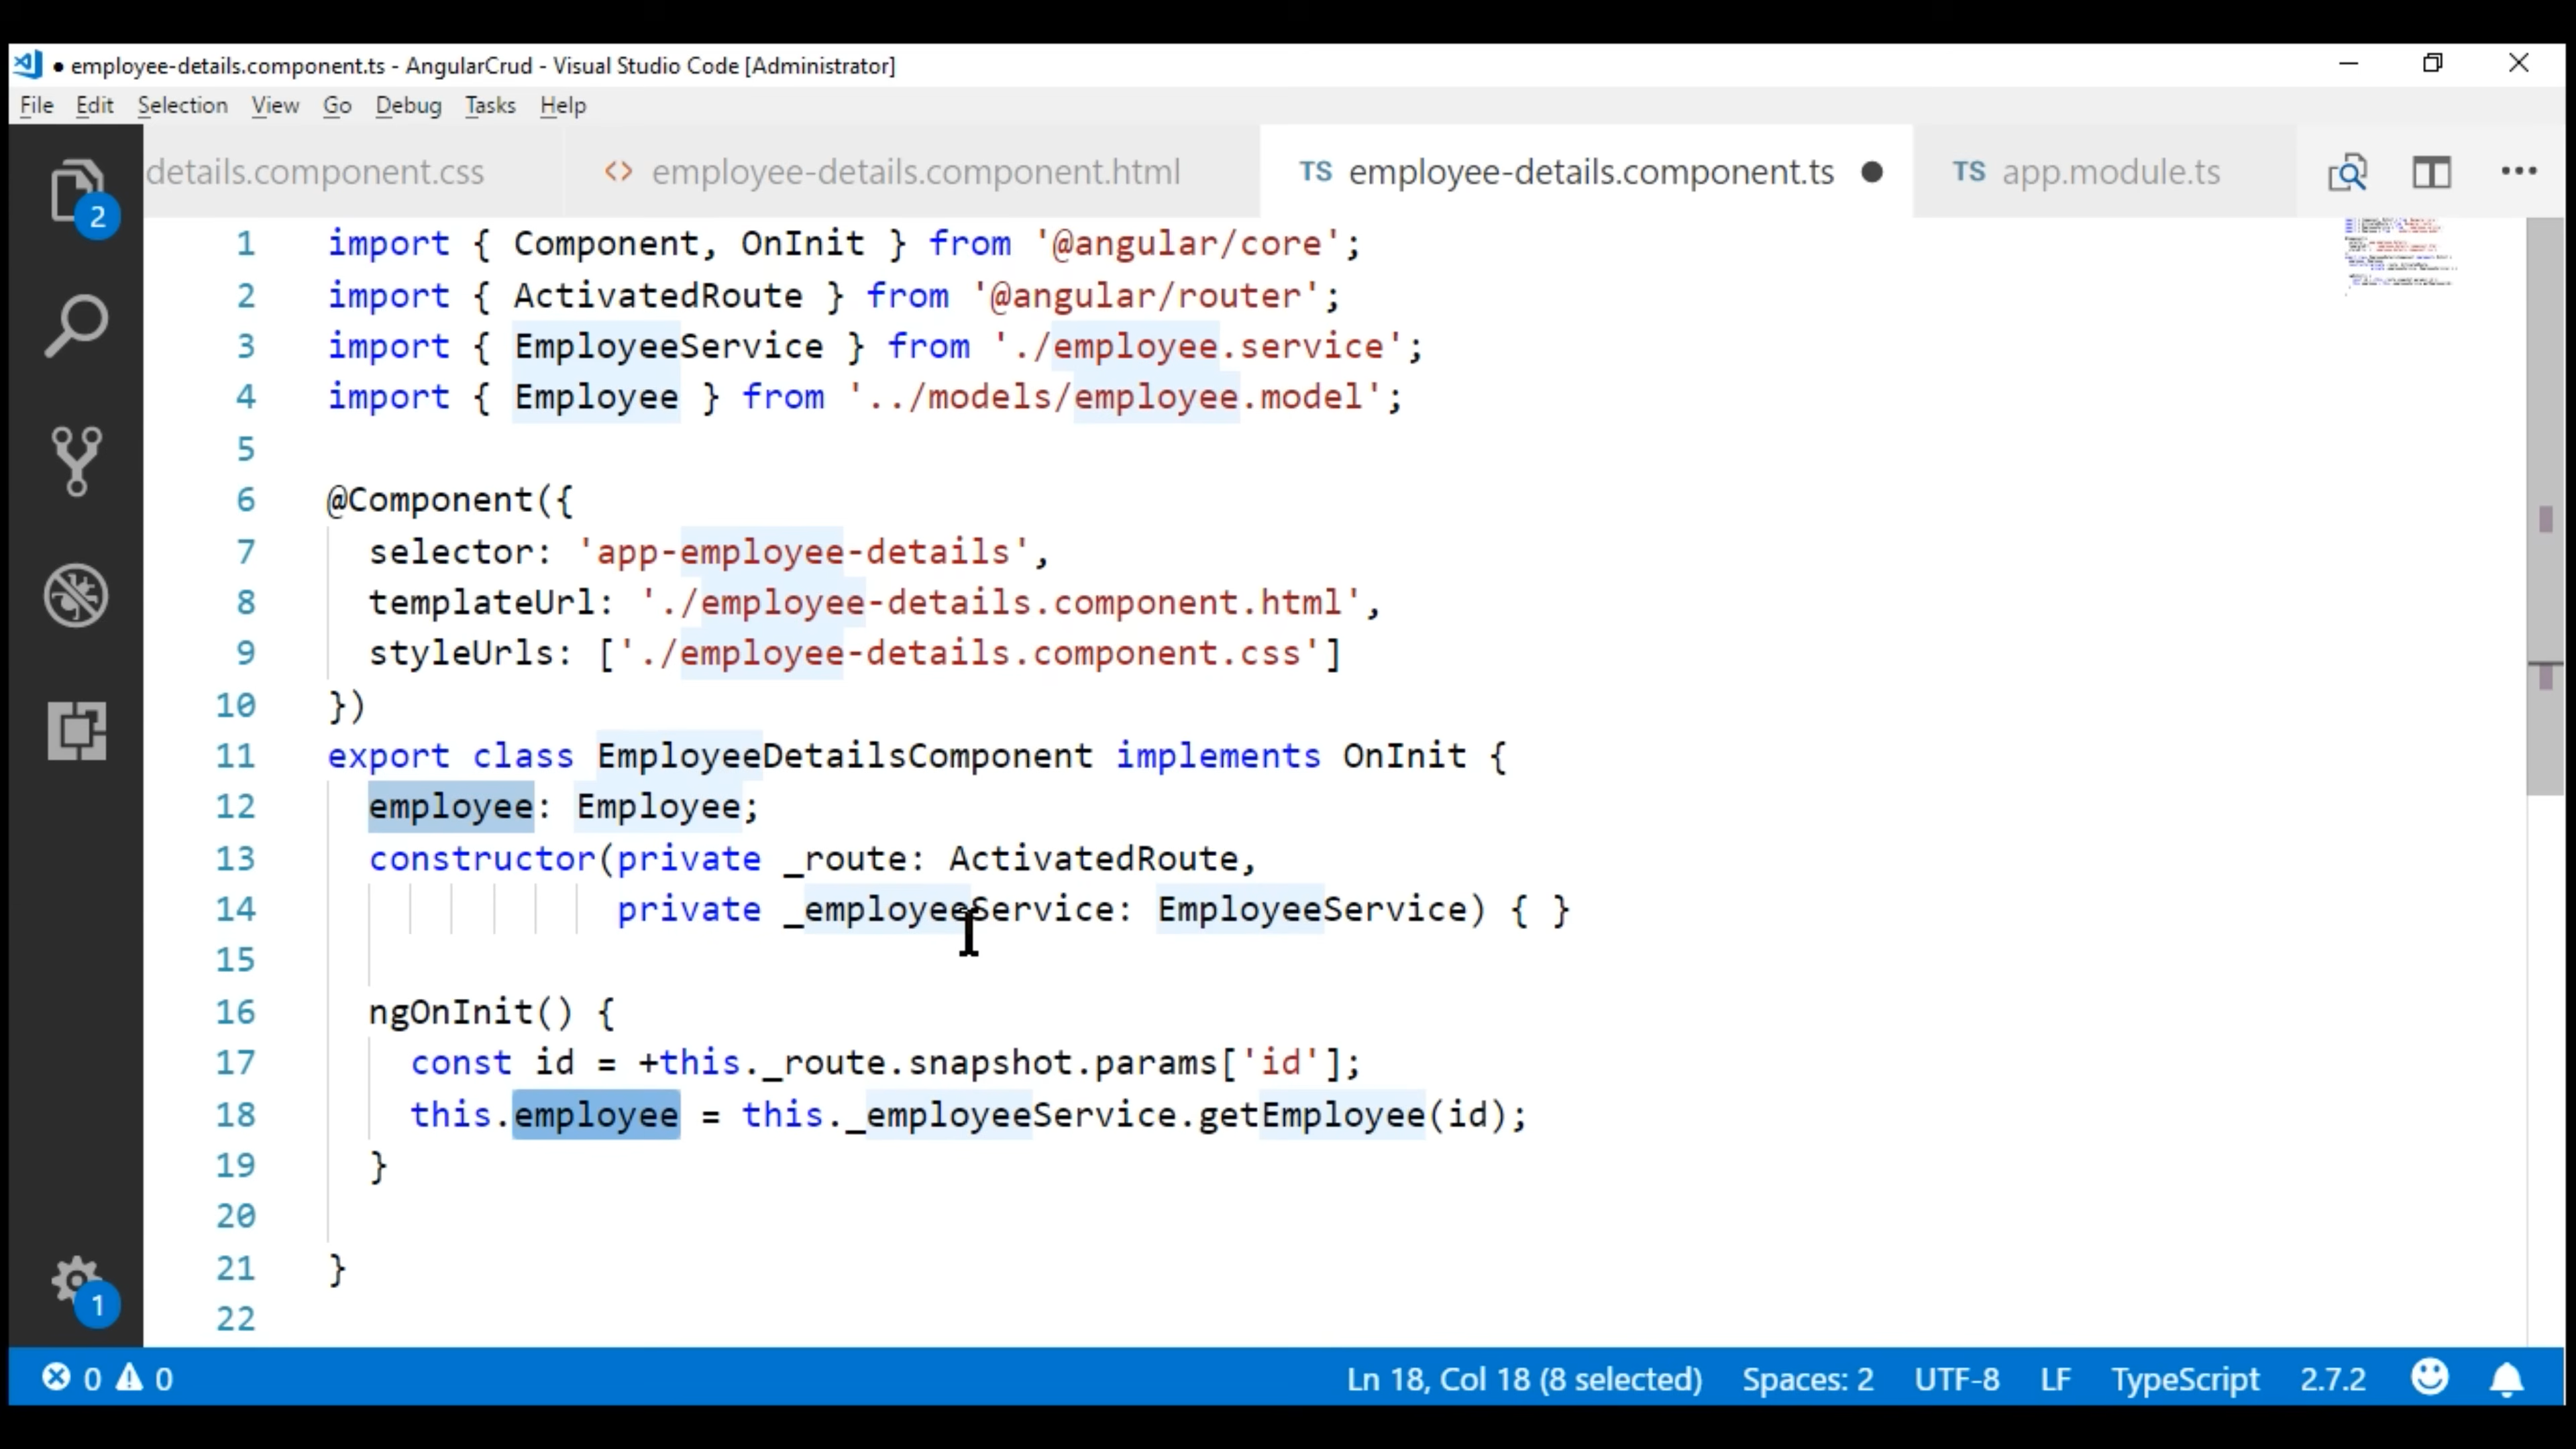 ● employee-details.component.ts - AngularCrud - Visual Studio Code [Administrator]
File Edit Selection View Go Debug Tasks Help
details.component.css <> employee-details.component.html TS employee-details.component.ts ● TS app.module.ts
2
1 import { Component, OnInit } from '@angular/core';
2 import { ActivatedRoute } from '@angular/router';
3 import { EmployeeService } from './employee.service';
4 import { Employee } from '../models/employee.model';
5
6 @Component({
7   selector: 'app-employee-details',
8   templateUrl: './employee-details.component.html',
9   styleUrls: ['./employee-details.component.css']
10 })
11 export class EmployeeDetailsComponent implements OnInit {
12   employee: Employee;
13   constructor(private _route: ActivatedRoute,
14               private _employeeService: EmployeeService) { }
15
16   ngOnInit() {
17     const id = +this._route.snapshot.params['id'];
18     this.employee = this._employeeService.getEmployee(id);
19   }
20
21 }
22
1
0 0 Ln 18, Col 18 (8 selected) Spaces: 2 UTF-8 LF TypeScript 2.7.2